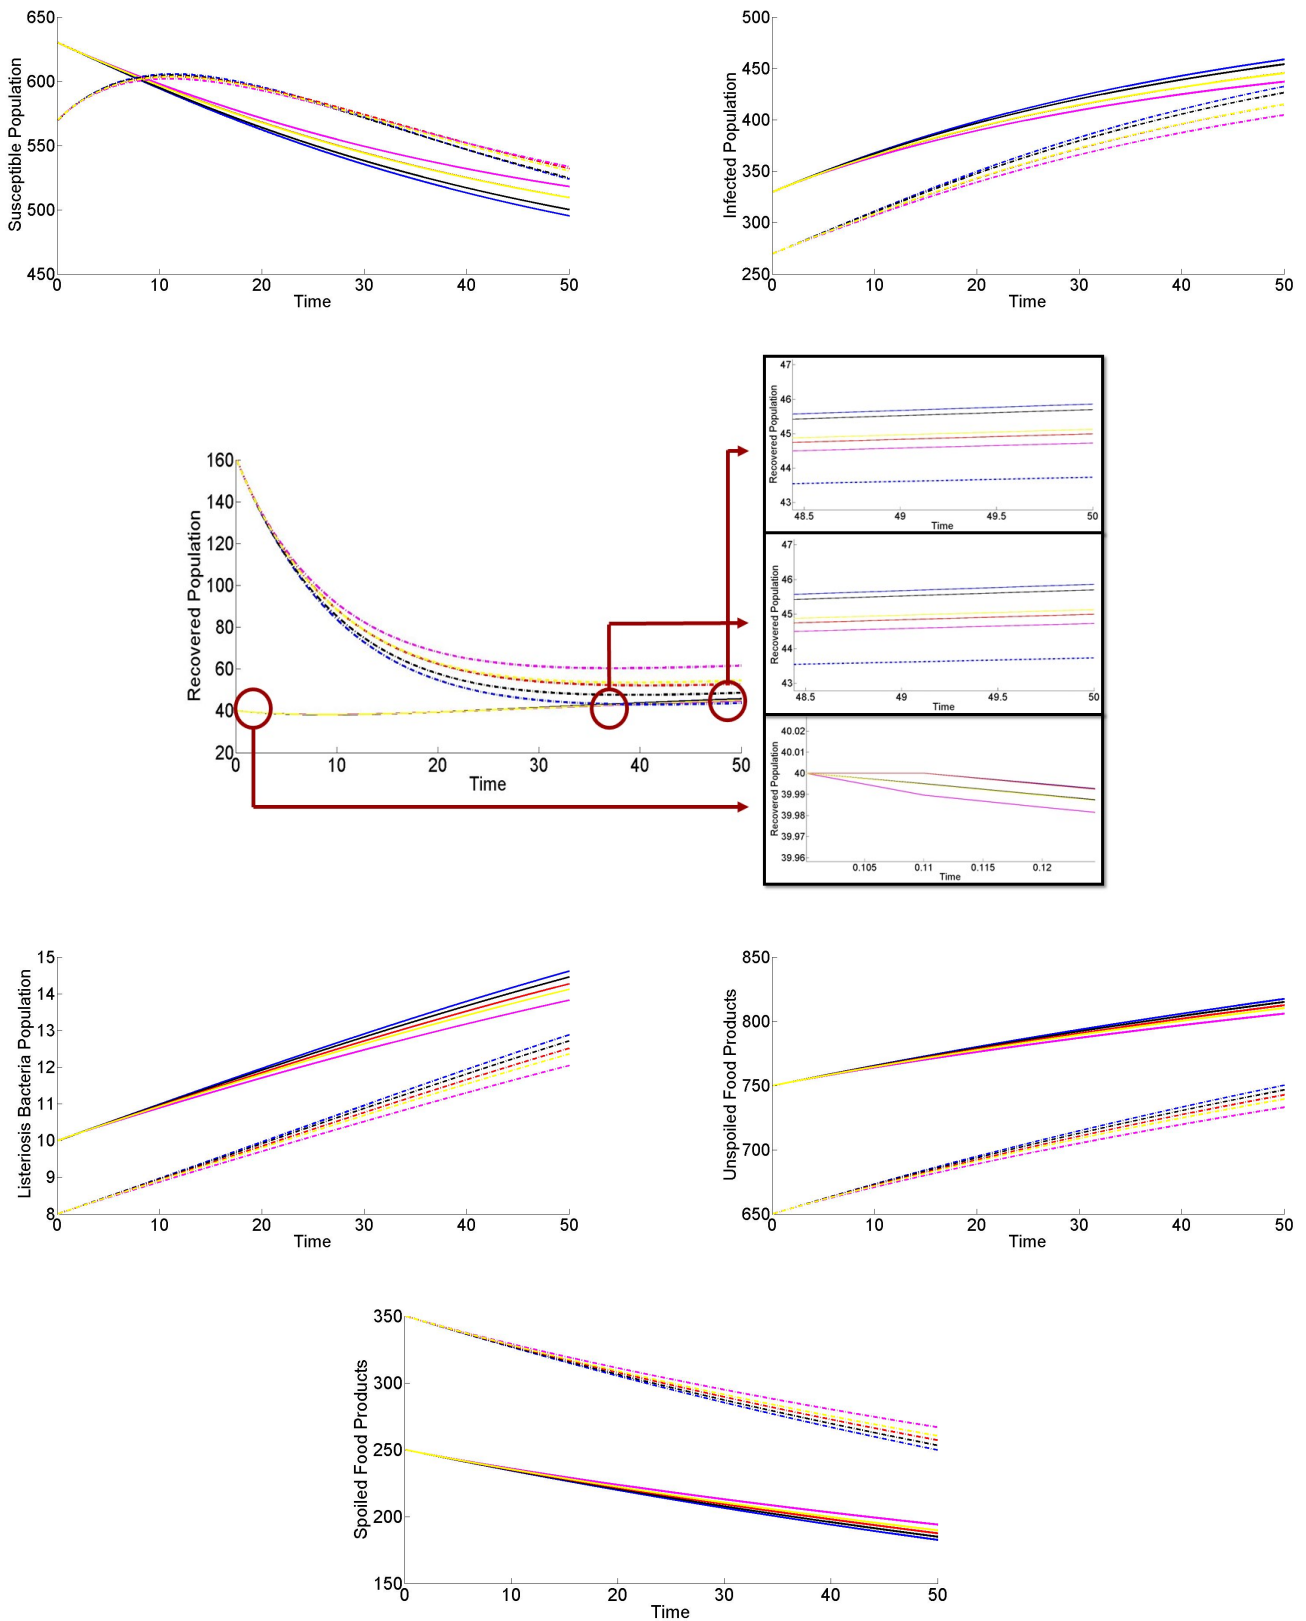 650
600
550
500
450
0 10 20 30 40 50
Time
Susceptible Population
500
450
400
350
300
250
0 10 20 30 40 50
Time
Infected Population
160
140
120
100
80
60
40
20
0 10 20 30 40 50
Time
Recovered Population
47
46
45
44
43
48.5 49 49.5 50
Time
Recovered Population
47
46
45
44
43
48.5 49 49.5 50
Time
Recovered Population
40.02
40.01
40
39.99
39.98
39.97
39.96
0.105 0.11 0.115 0.12
Time
Recovered Population
15
14
13
12
11
10
9
8
0 10 20 30 40 50
Time
Listeriosis Bacteria Population
850
800
750
700
650
0 10 20 30 40 50
Time
Unspoiled Food Products
350
300
250
200
150
0 10 20 30 40 50
Time
Spoiled Food Products